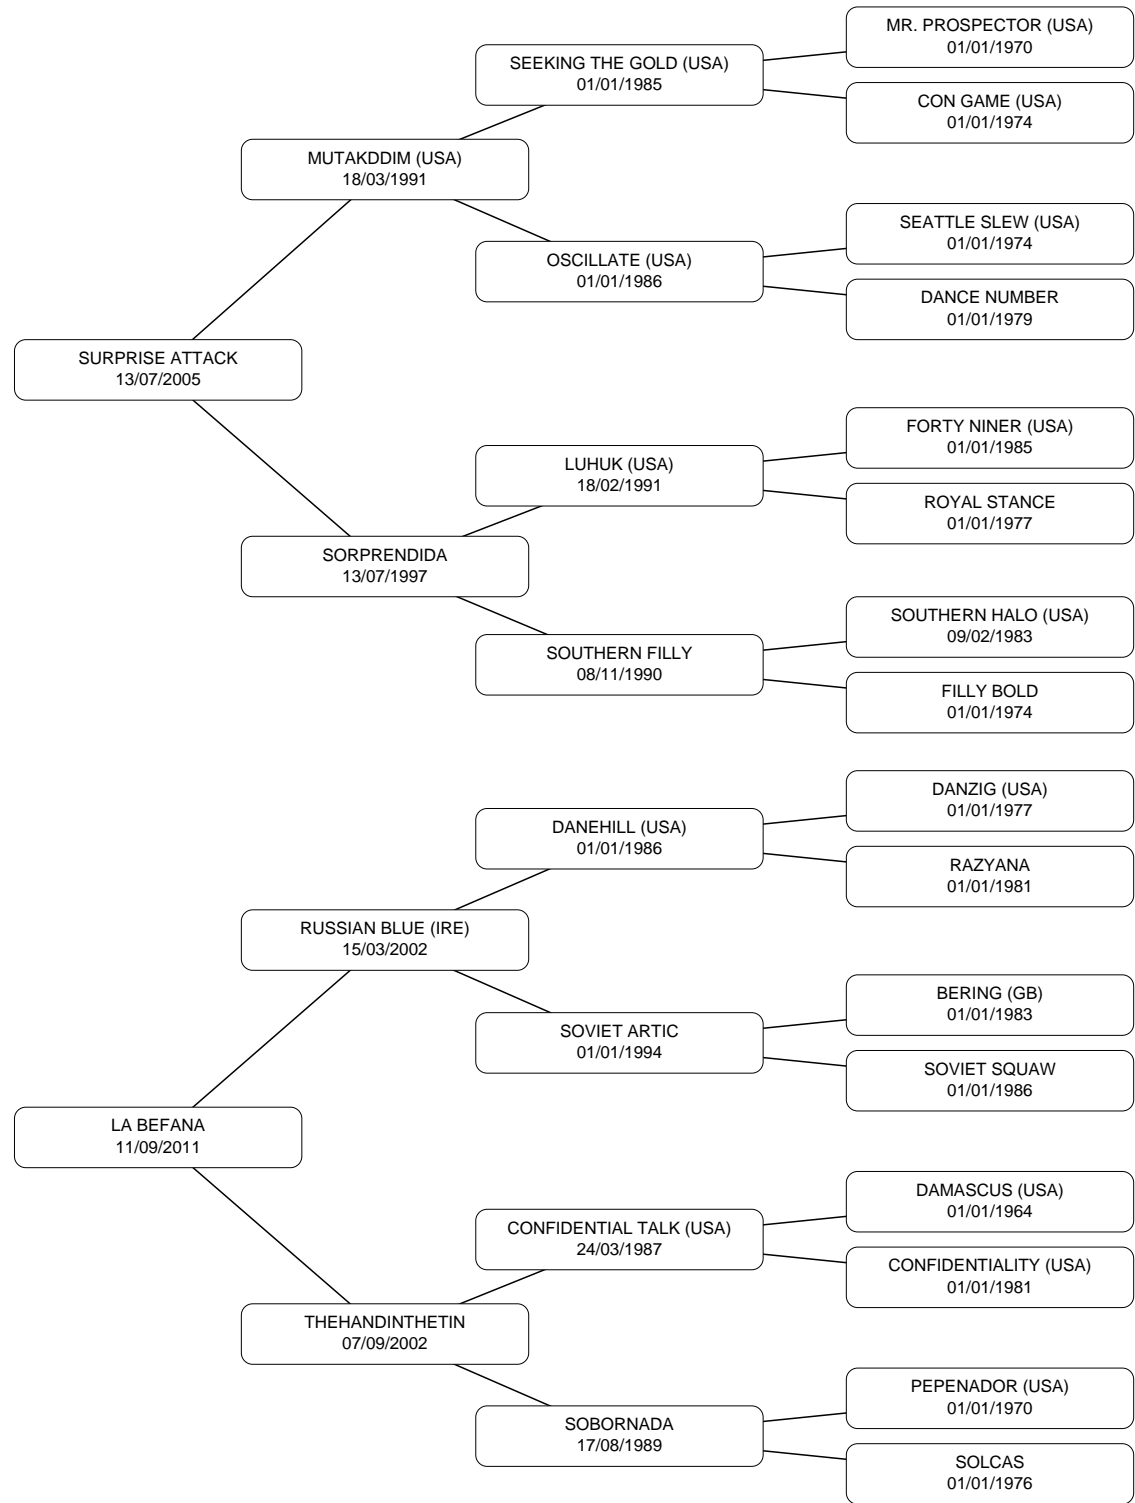 MR. PROSPECTOR (USA)
01/01/1970
SEEKING THE GOLD (USA)
01/01/1985
CON GAME (USA)
01/01/1974
MUTAKDDIM (USA)
18/03/1991
SEATTLE SLEW (USA)
01/01/1974
OSCILLATE (USA)
01/01/1986
DANCE NUMBER
01/01/1979
SURPRISE ATTACK
13/07/2005
FORTY NINER (USA)
01/01/1985
LUHUK (USA)
18/02/1991
ROYAL STANCE
01/01/1977
SORPRENDIDA
13/07/1997
SOUTHERN HALO (USA)
09/02/1983
SOUTHERN FILLY
08/11/1990
FILLY BOLD
01/01/1974
DANZIG (USA)
01/01/1977
DANEHILL (USA)
01/01/1986
RAZYANA
01/01/1981
RUSSIAN BLUE (IRE)
15/03/2002
BERING (GB)
01/01/1983
SOVIET ARTIC
01/01/1994
SOVIET SQUAW
01/01/1986
LA BEFANA
11/09/2011
DAMASCUS (USA)
01/01/1964
CONFIDENTIAL TALK (USA)
24/03/1987
CONFIDENTIALITY (USA)
01/01/1981
THEHANDINTHETIN
07/09/2002
PEPENADOR (USA)
01/01/1970
SOBORNADA
17/08/1989
SOLCAS
01/01/1976